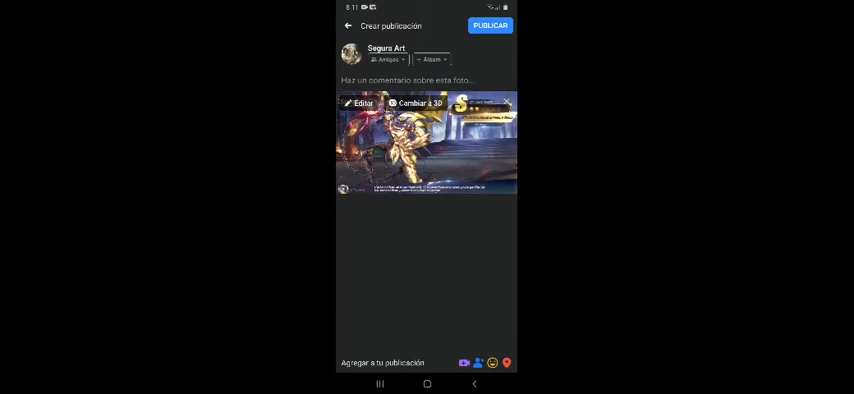 8:11
Crear publicación
PUBLICAR
Segura Art
Amigos
Álbum
Haz un comentario sobre esta foto...
Editar
Cambiar a 3D
Agregar a tu publicación